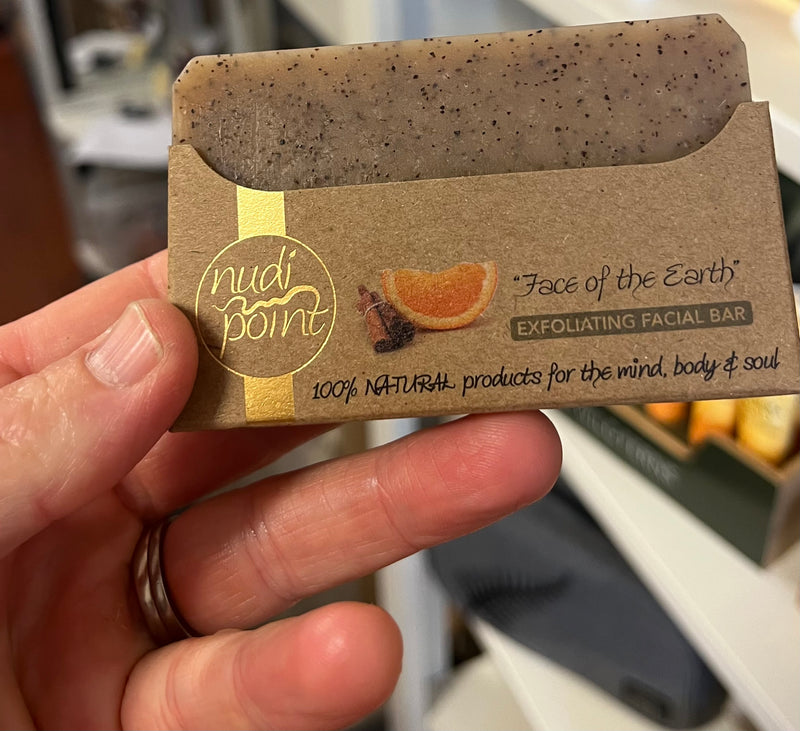 nudi
point
"Face of the Earth"
EXFOLIATING FACIAL BAR
100% NATURAL products for the mind, body & soul